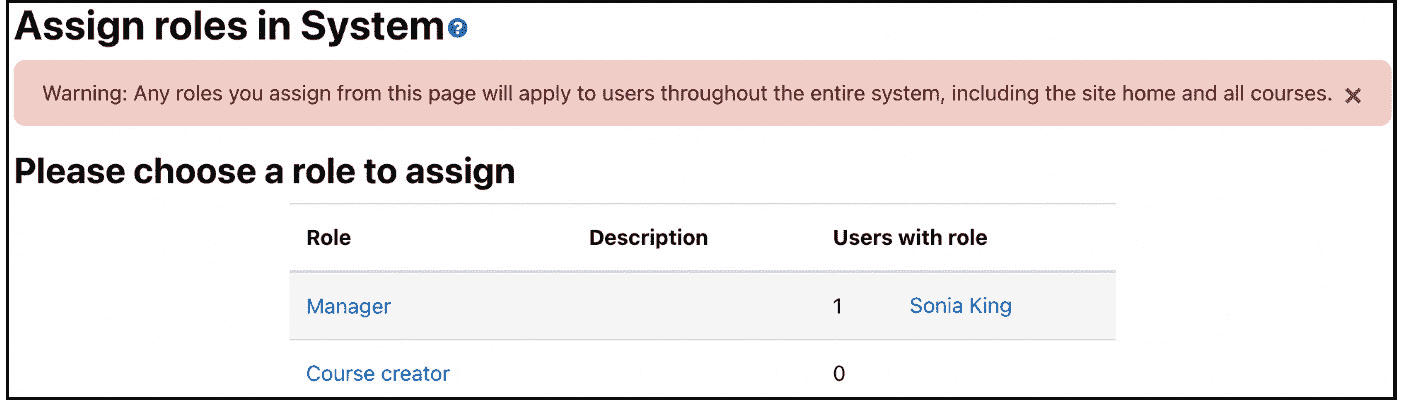 Assign roles in System ?
Warning: Any roles you assign from this page will apply to users throughout the entire system, including the site home and all courses. ×
Please choose a role to assign
Role Description Users with role
Manager 1 Sonia King
Course creator 0